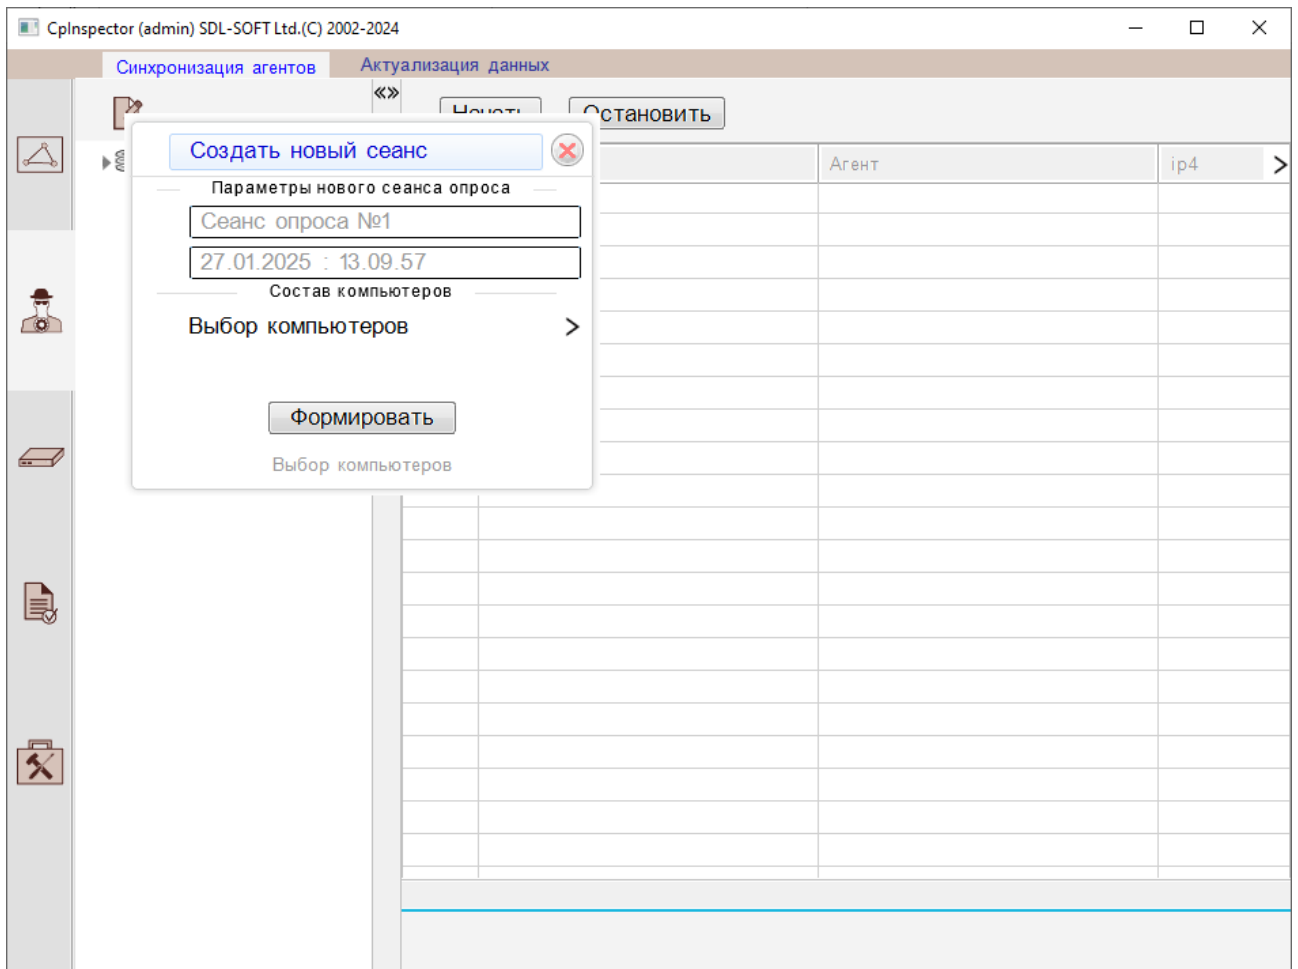 CpInspector (admin) SDL-SOFT Ltd.(C) 2002-2024
Синхронизация агентов Актуализация данных
Остановить
Создать новый сеанс
Агент ip4
Параметры нового сеанса опроса
Сеанс опроса №1
27.01.2025 : 13.09.57
Состав компьютеров
Выбор компьютеров
Формировать
Выбор компьютеров